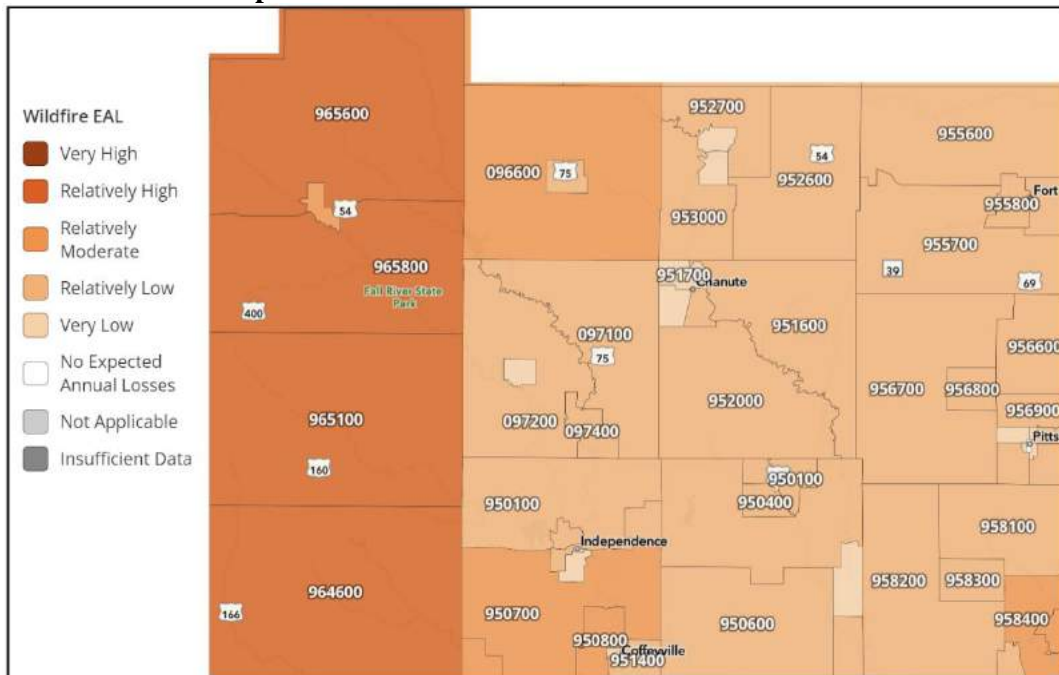 Wildfire EAL
Very High
Relatively High
Relatively
Moderate
Relatively Low
Very Low
No Expected
Annual Losses
Not Applicable
Insufficient Data
965600
54
965800
Fall River State
Park
400
965100
160
964600
166
096600
75
952700
54
952600
953000
955600
955800
Fort
955700
39
69
951700
Chanute
951600
097100
75
952000
097200
097400
956600
956700
956800
956900
Pitts
950100
950100
950400
Independence
958100
958200
958300
958400
950700
950600
950800
Coffeyville
951400